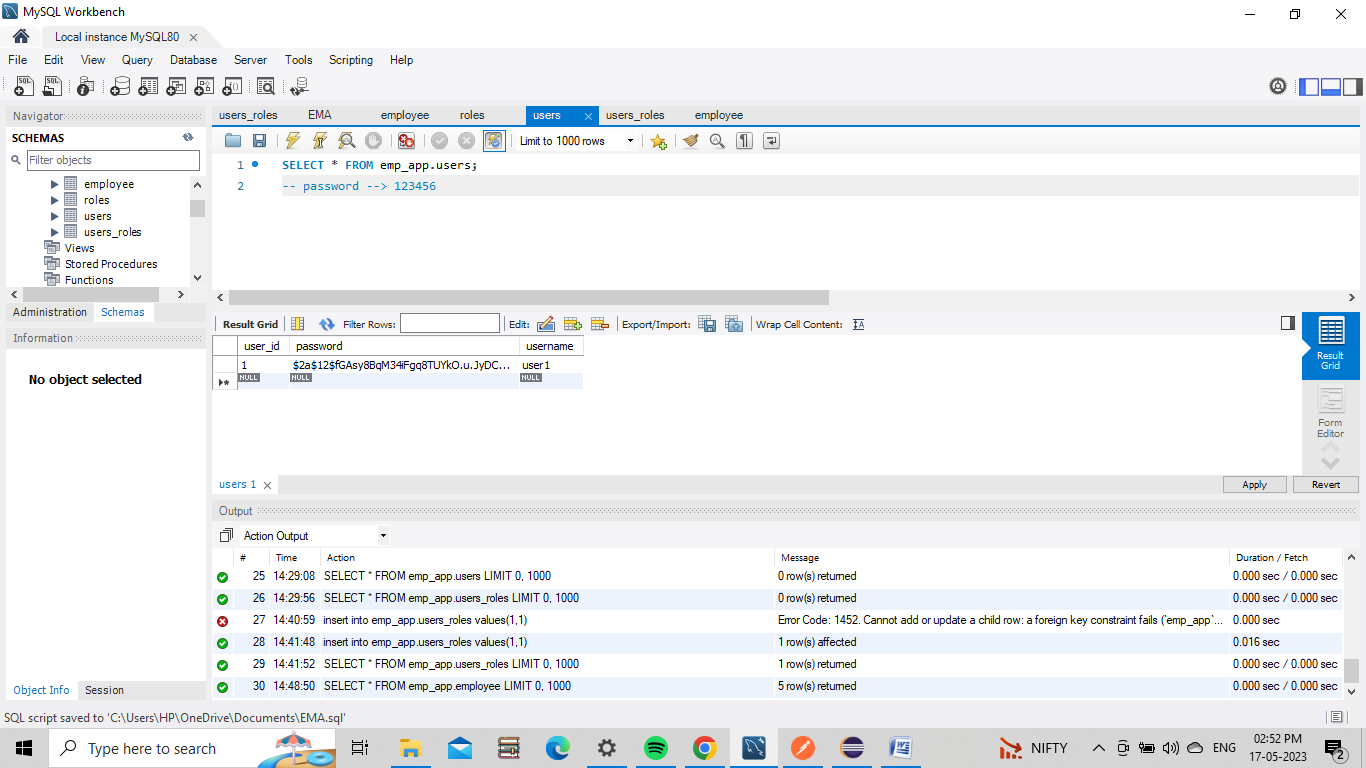 MySQL Workbench
Local instance MySQL80
File Edit View Query Database Server Tools Scripting Help
Navigator
SCHEMAS
Filter objects
employee
roles
users
users_roles
Views
Stored Procedures
Functions
Administration Schemas
Information
No object selected
Object Info Session
users_roles EMA employee roles users users_roles employee
Limit to 1000 rows
1 SELECT * FROM emp_app.users;
2 -- password --> 123456
Result Grid Filter Rows: Edit: Export/Import: Wrap Cell Content:
user_id password username
1 $2a$12$fGAsy8BqM34iFgq8TUYkO.u.JyDC... user1
NULL NULL NULL
Result Grid
Form Editor
users 1 Apply Revert
Output
Action Output
# Time Action Message Duration / Fetch
25 14:29:08 SELECT * FROM emp_app.users LIMIT 0, 1000 0 row(s) returned 0.000 sec / 0.000 sec
26 14:29:56 SELECT * FROM emp_app.users_roles LIMIT 0, 1000 0 row(s) returned 0.000 sec / 0.000 sec
27 14:40:59 insert into emp_app.users_roles values(1,1) Error Code: 1452. Cannot add or update a child row: a foreign key constraint fails (`emp_app`...
28 14:41:48 insert into emp_app.users_roles values(1,1) 1 row(s) affected 0.016 sec
29 14:41:52 SELECT * FROM emp_app.users_roles LIMIT 0, 1000 1 row(s) returned 0.000 sec / 0.000 sec
30 14:48:50 SELECT * FROM emp_app.employee LIMIT 0, 1000 5 row(s) returned 0.000 sec / 0.000 sec
SQL script saved to 'C:\Users\HP\OneDrive\Documents\EMA.sql'
Type here to search
NIFTY
ENG
02:52 PM
17-05-2023
2